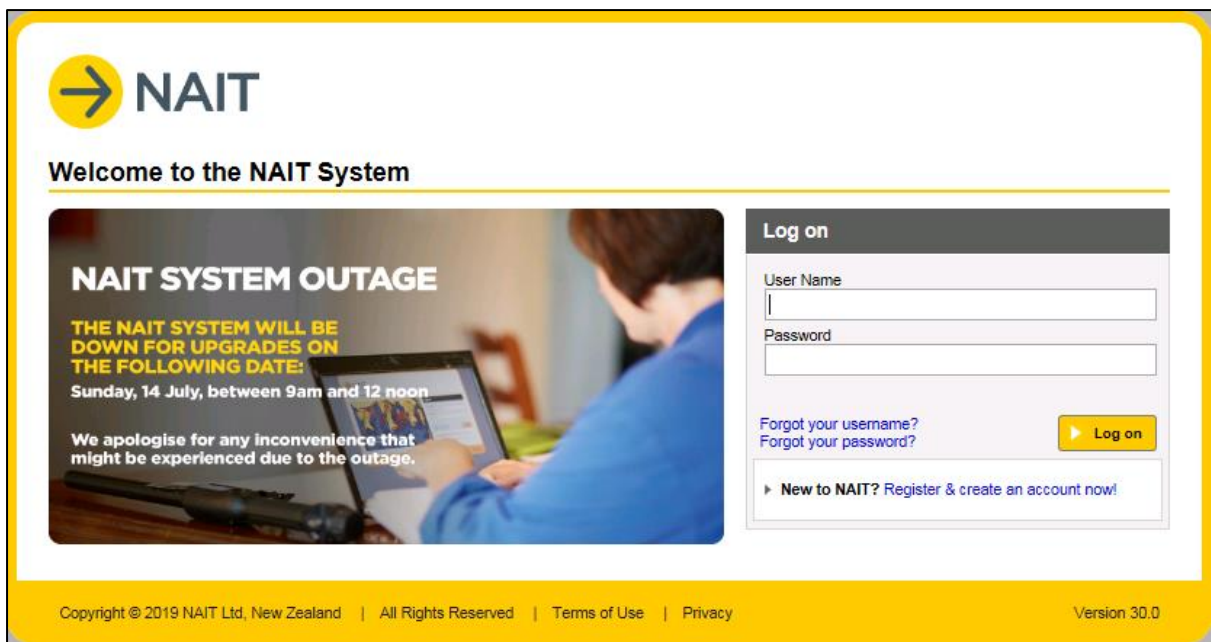 NAIT
Welcome to the NAIT System
NAIT SYSTEM OUTAGE
THE NAIT SYSTEM WILL BE
DOWN FOR UPGRADES ON
THE FOLLOWING DATE:
Sunday, 14 July, between 9am and 12 noon
We apologise for any inconvenience that
might be experienced due to the outage.
Log on
User Name
Password
Forgot your username?
Forgot your password?
Log on
New to NAIT? Register & create an account now!
Copyright © 2019 NAIT Ltd, New Zealand | All Rights Reserved | Terms of Use | Privacy
Version 30.0